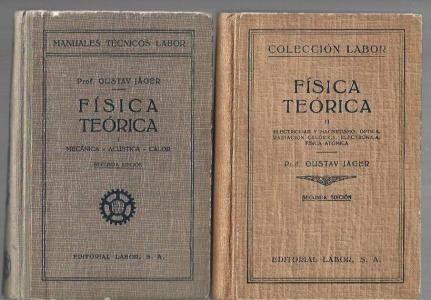 MANUALES TÉCNICOS LABOR
Prof. GUSTAV JÄGER
FÍSICA
TEÓRICA
MECÁNICA - ACÚSTICA - CALOR
SEGUNDA EDICIÓN
EDITORIAL LABOR, S. A.
COLECCIÓN LABOR
FÍSICA
TEÓRICA
II
ELECTRICIDAD Y MAGNETISMO, ÓPTICA,
RADIACIÓN CALÓRICA, ELECTRÓNICA,
FÍSICA ATÓMICA
Prof. GUSTAV JÄGER
SEGUNDA EDICIÓN
EDITORIAL LABOR, S. A.